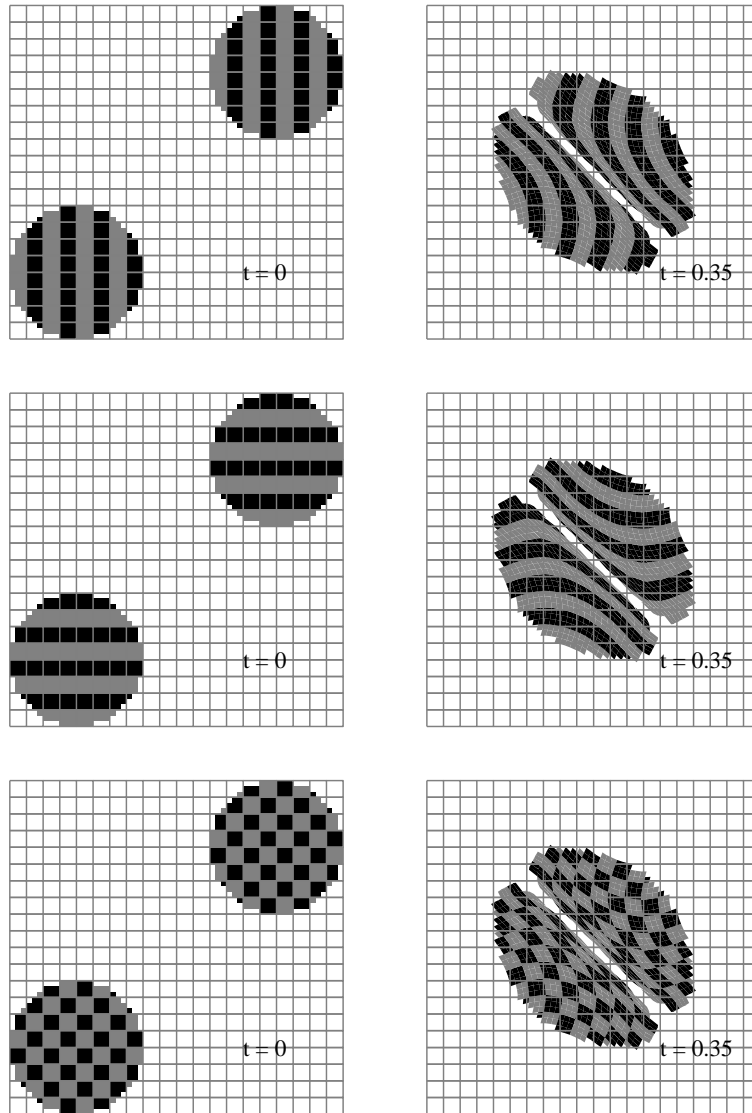 t = 0
t = 0.35
t = 0
t = 0.35
t = 0
t = 0.35